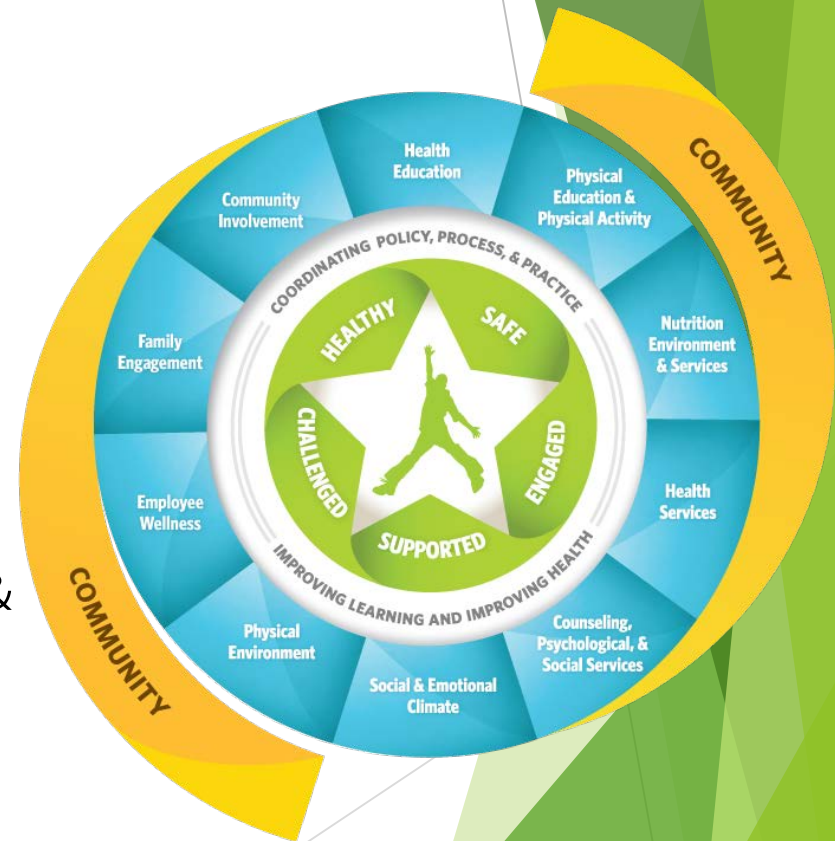 COMMUNITY
Health
Education
Physical
Education &
Physical Activity
Nutrition
Environment
& Services
Health
Services
Counseling,
Psychological, &
Social Services
Social & Emotional
Climate
Physical
Environment
Employee
Wellness
Family
Engagement
Community
Involvement
COORDINATING POLICY, PROCESS, & PRACTICE
IMPROVING LEARNING AND IMPROVING HEALTH
HEALTHY
SAFE
ENGAGED
SUPPORTED
CHALLENGED
&
COMMUNITY